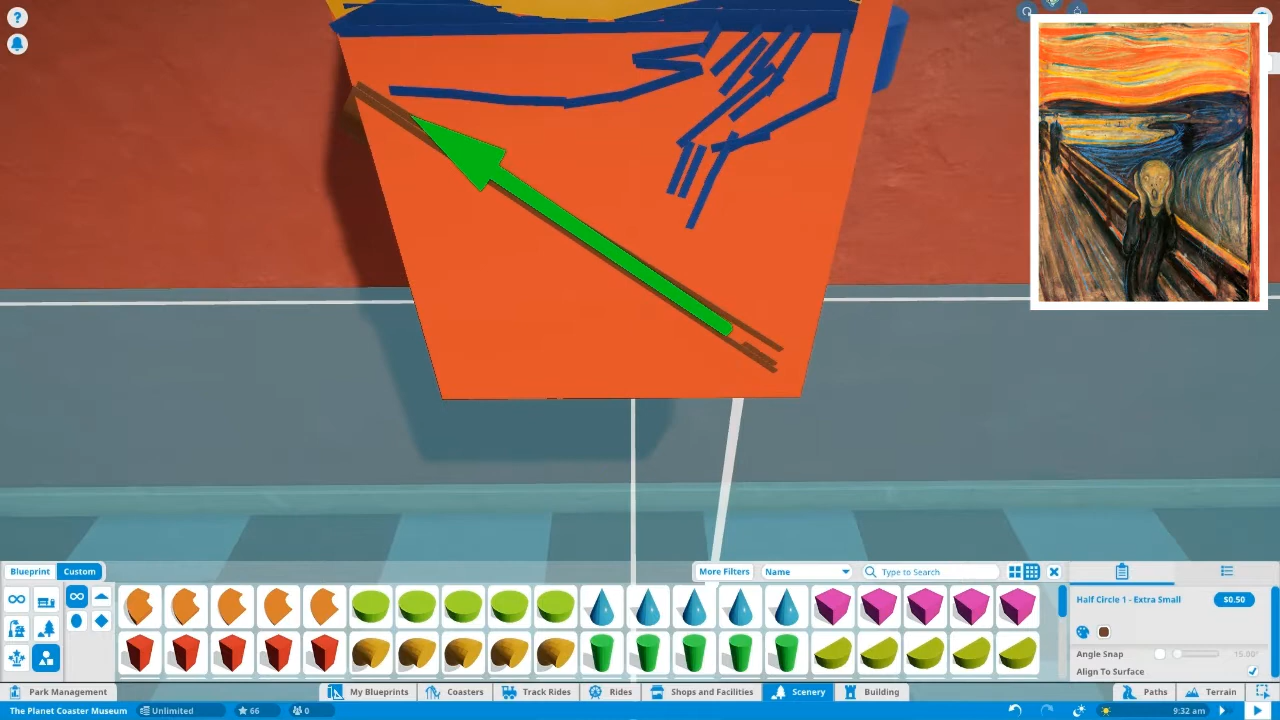 ?
Blueprint
Custom
More Filters
Name
Type to Search
Half Circle 1 - Extra Small
$0.50
Angle Snap
15.00°
Align To Surface
Park Management
My Blueprints
Coasters
Track Rides
Rides
Shops and Facilities
Scenery
Building
Paths
Terrain
The Planet Coaster Museum
Unlimited
66
0
9:32 am